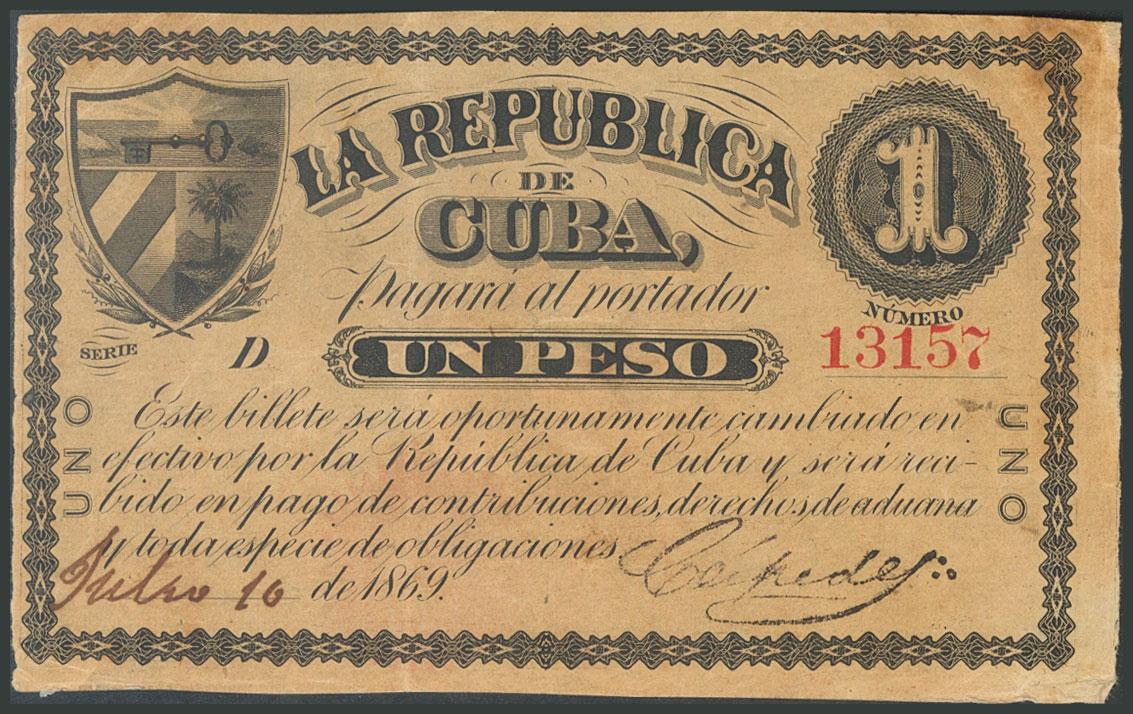 LA REPUBLICA
DE
CUBA,
1
Pagará al portador
NÚMERO
13157
SERIE D
UN PESO
UNO
Este billete será oportunamente cambiado en
efectivo por la República de Cuba y será reci-
bido en pago de contribuciones, derechos de aduana
y toda especie de obligaciones
UNO
Julio 10 de 1869.
Céspedes